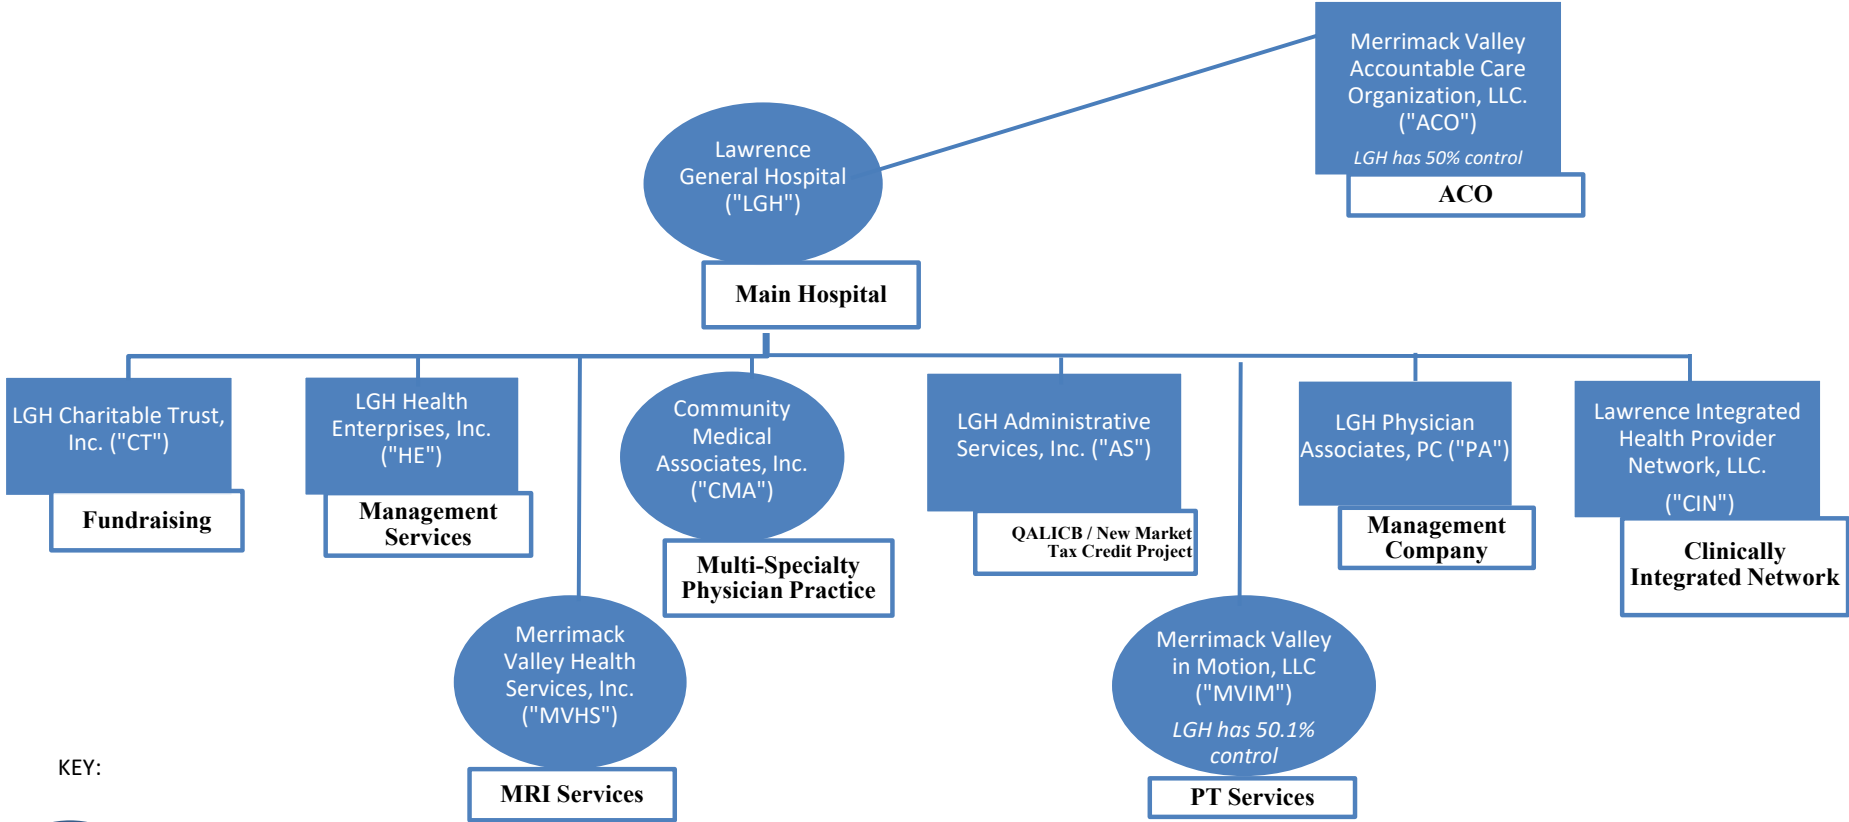 Merrimack Valley
Accountable Care
Organization, LLC.
("ACO")
LGH has 50% control
ACO
Lawrence
General Hospital
("LGH")
Main Hospital
LGH Charitable Trust,
Inc. ("CT")
Fundraising
LGH Health
Enterprises, Inc.
("HE")
Management
Services
Community
Medical
Associates, Inc.
("CMA")
Multi-Specialty
Physician Practice
LGH Administrative
Services, Inc. ("AS")
QALICB / New Market
Tax Credit Project
LGH Physician
Associates, PC ("PA")
Management
Company
Lawrence Integrated
Health Provider
Network, LLC.
("CIN")
Clinically
Integrated Network
Merrimack
Valley Health
Services, Inc.
("MVHS")
MRI Services
Merrimack Valley
in Motion, LLC
("MVIM")
LGH has 50.1%
control
PT Services
KEY: